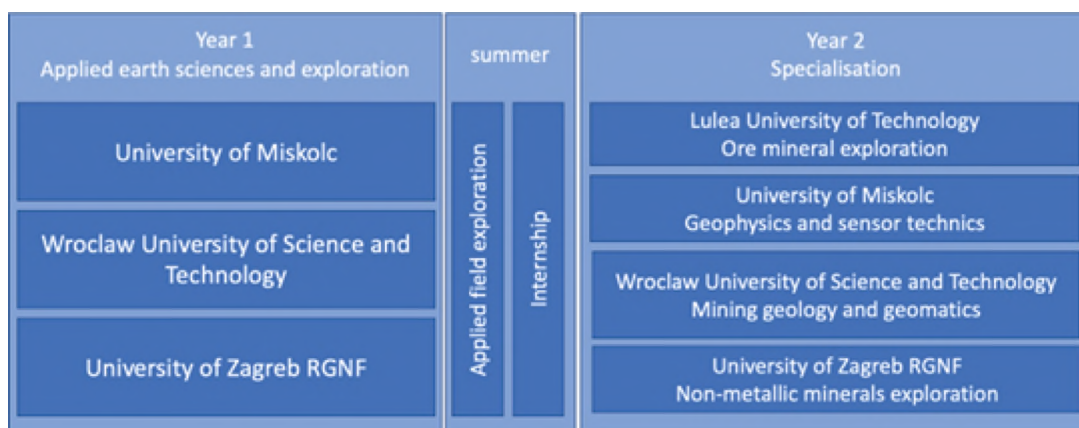 Year 1
Applied earth sciences and exploration
University of Miskolc
Wroclaw University of Science and
Technology
University of Zagreb RGNF
summer
Applied field exploration
Internship
Year 2
Specialisation
Lulea University of Technology
Ore mineral exploration
University of Miskolc
Geophysics and sensor technics
Wroclaw University of Science and Technology
Mining geology and geomatics
University of Zagreb RGNF
Non-metallic minerals exploration